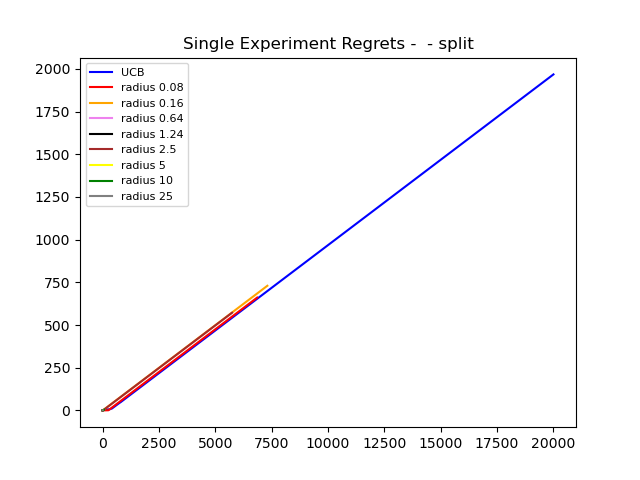 Single Experiment Regrets -  - split
2000
1750
1500
1250
1000
750
500
250
0
UCB
radius 0.08
radius 0.16
radius 0.64
radius 1.24
radius 2.5
radius 5
radius 10
radius 25
0 2500 5000 7500 10000 12500 15000 17500 20000